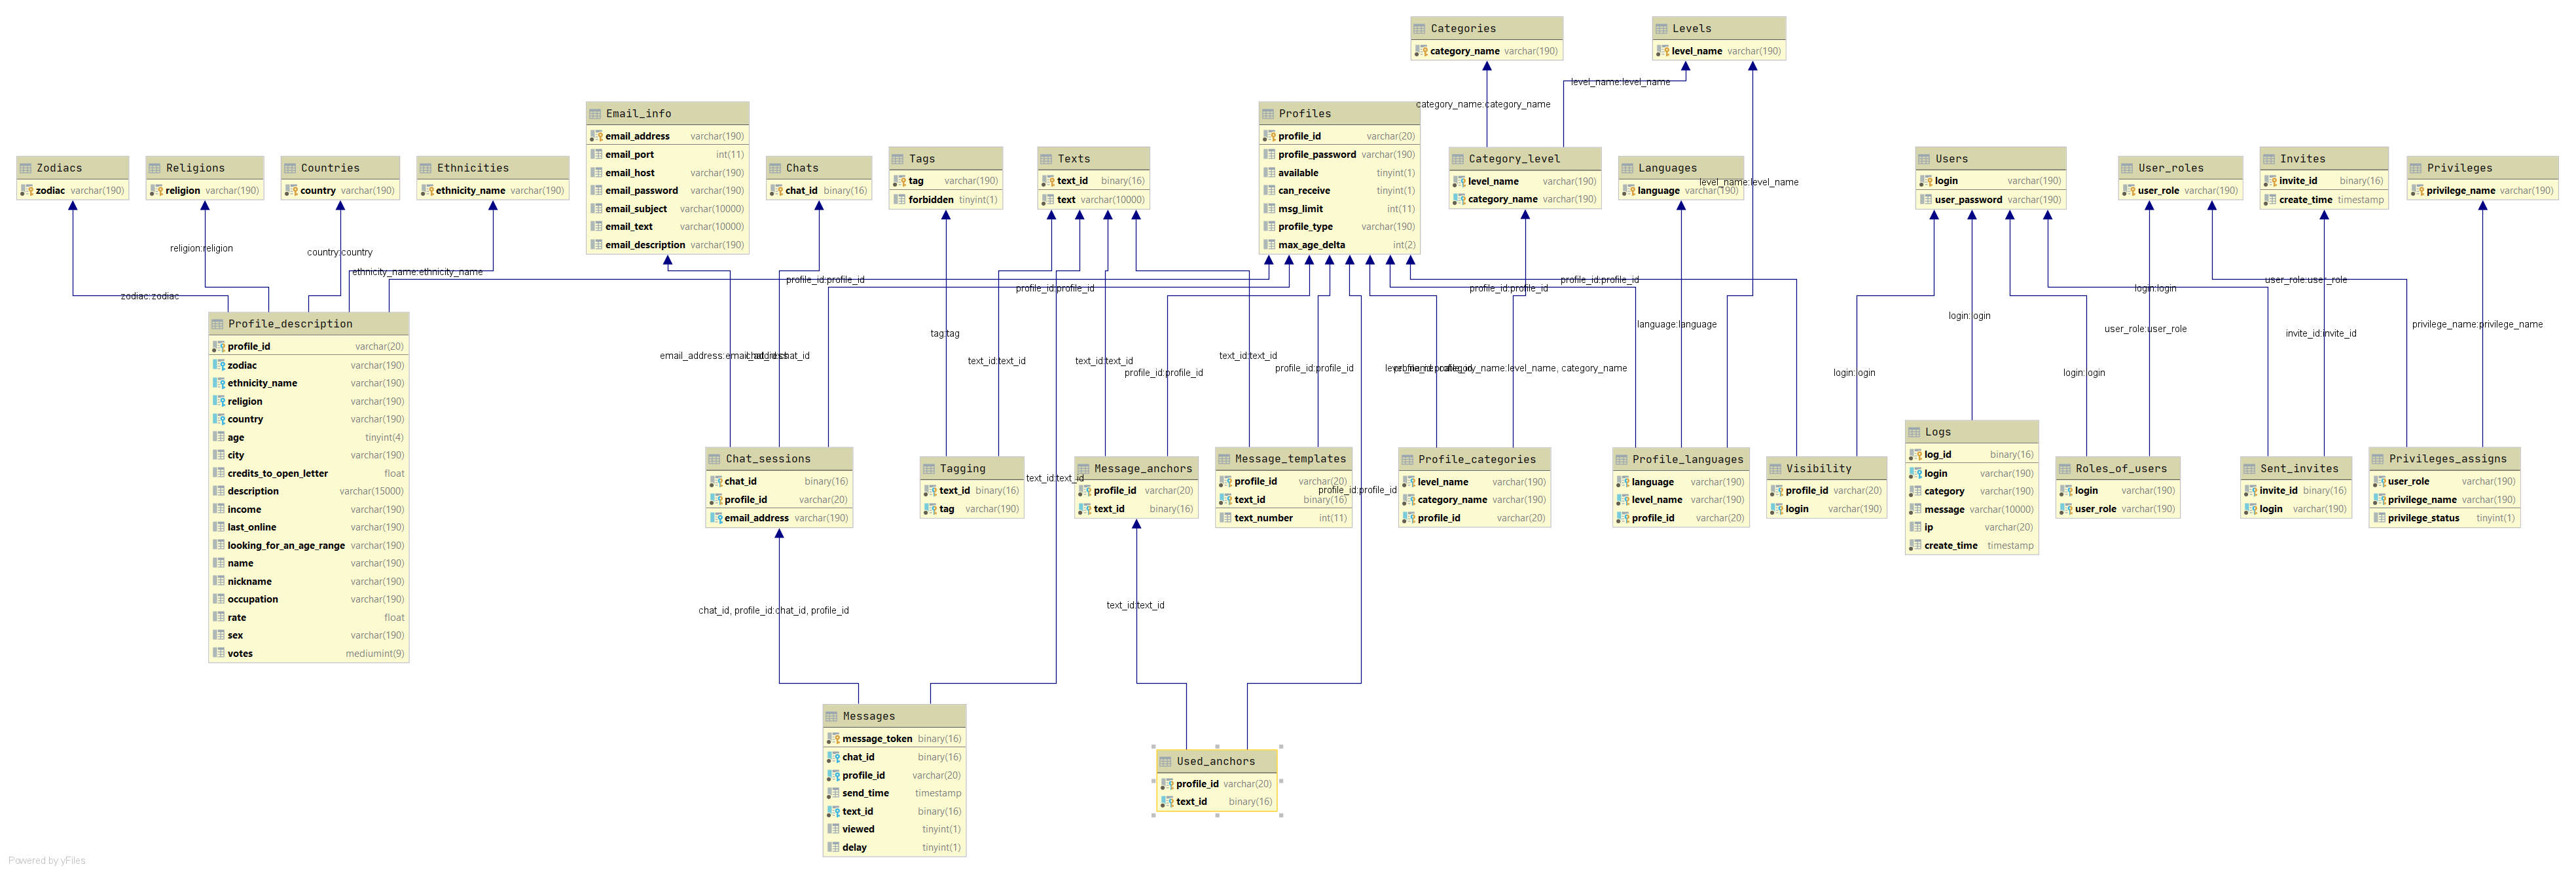 Categories
category_name varchar(190)
Levels
level_name varchar(190)
level_name:level_name
category_name:category_name
Email_info
email_address varchar(190)
email_port int(11)
email_host varchar(190)
email_password varchar(190)
email_subject varchar(10000)
email_text varchar(10000)
email_description varchar(190)
Profiles
profile_id varchar(20)
profile_password varchar(190)
available tinyint(1)
can_receive tinyint(1)
msg_limit int(11)
profile_type varchar(190)
max_age_delta int(2)
Zodiacs
zodiac varchar(190)
Religions
religion varchar(190)
Countries
country varchar(190)
Ethnicities
ethnicity_name varchar(190)
Chats
chat_id binary(16)
Tags
tag varchar(190)
forbidden tinyint(1)
Texts
text_id binary(16)
text varchar(10000)
Category_level
level_name varchar(190)
category_name varchar(190)
Languages
language varchar(190)
level_name:level_name
Users
login varchar(190)
user_password varchar(190)
User_roles
user_role varchar(190)
Invites
invite_id binary(16)
create_time timestamp
Privileges
privilege_name varchar(190)
religion:religion
country:country
ethnicity_name:ethnicity_name
zodiac:zodiac
profile_id:profile_id
profile_id:profile_id
profile_id:profile_id
profile_id:profile_id
login:login
user_role:user_role
Profile_description
profile_id varchar(20)
zodiac varchar(190)
ethnicity_name varchar(190)
religion varchar(190)
country varchar(190)
age tinyint(4)
city varchar(190)
credits_to_open_letter float
description varchar(15000)
income varchar(190)
last_online varchar(190)
looking_for_an_age_range varchar(190)
name varchar(190)
nickname varchar(190)
occupation varchar(190)
rate float
sex varchar(190)
votes mediumint(9)
tag:tag
language:language
login:login
user_role:user_role
invite_id:invite_id
privilege_name:privilege_name
email_address:email_address
chat_id:chat_id
text_id:text_id
text_id:text_id
profile_id:profile_id
text_id:text_id
profile_id:profile_id
profile_id:profile_id
level_name, category_name:level_name, category_name
login:login
login:login
Chat_sessions
chat_id binary(16)
profile_id varchar(20)
email_address varchar(190)
Tagging
text_id binary(16)
tag varchar(190)
text_id:text_id
Message_anchors
profile_id varchar(20)
text_id binary(16)
Message_templates
profile_id varchar(20)
text_id binary(16)
text_number int(11)
profile_id:profile_id
Profile_categories
level_name varchar(190)
category_name varchar(190)
profile_id varchar(20)
Profile_languages
language varchar(190)
level_name varchar(190)
profile_id varchar(20)
Visibility
profile_id varchar(20)
login varchar(190)
Logs
log_id binary(16)
login varchar(190)
category varchar(190)
message varchar(10000)
ip varchar(20)
create_time timestamp
Roles_of_users
login varchar(190)
user_role varchar(190)
Sent_invites
invite_id binary(16)
login varchar(190)
Privileges_assigns
user_role varchar(190)
privilege_name varchar(190)
privilege_status tinyint(1)
chat_id, profile_id:chat_id, profile_id
text_id:text_id
Messages
message_token binary(16)
chat_id binary(16)
profile_id varchar(20)
send_time timestamp
text_id binary(16)
viewed tinyint(1)
delay tinyint(1)
Used_anchors
profile_id varchar(20)
text_id binary(16)
Powered by yFiles